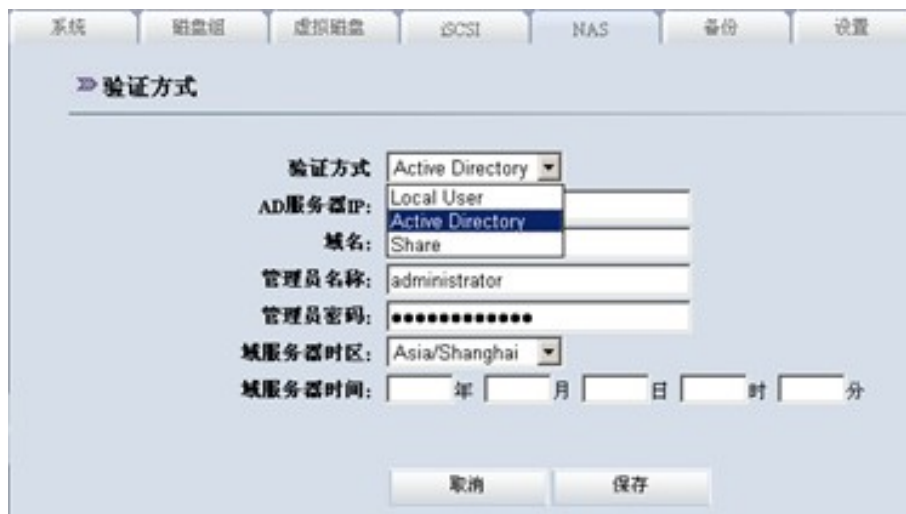 系统 磁盘组 虚拟磁盘 iSCSI NAS 备份 设置
验证方式
验证方式 Active Directory
Local User
AD服务器IP:
Active Directory
域名: Share
管理员名称: administrator
管理员密码: ●●●●●●●●●●●●
域服务器时区: Asia/Shanghai
域服务器时间: 年 月 日 时 分
取消 保存